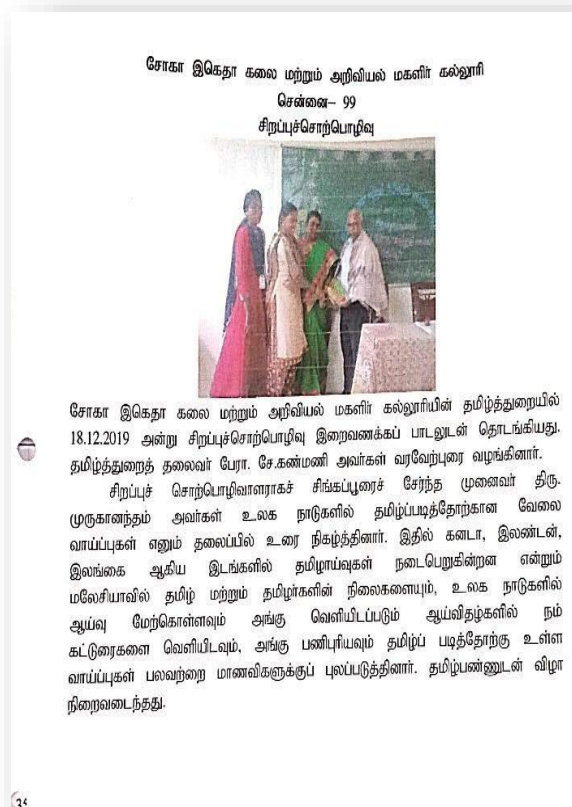 சோகா இகெதா கலை மற்றும் அறிவியல் மகளிர் கல்லூரி
சென்னை– 99
சிறப்புச்சொற்பொழிவு
சோகா இகெதா கலை மற்றும் அறிவியல் மகளிர் கல்லூரியின் தமிழ்த்துறையில்
18.12.2019 அன்று சிறப்புச்சொற்பொழிவு இறைவணக்கப் பாடலுடன் தொடங்கியது.
தமிழ்த்துறைத் தலைவர் பேரா. சே.கண்மணி அவர்கள் வரவேற்புரை வழங்கினார்.
சிறப்புச் சொற்பொழிவாளராகச் சிங்கப்பூரைச் சேர்ந்த முனைவர் திரு.
முருகானந்தம் அவர்கள் உலக நாடுகளில் தமிழ்ப்படித்தோற்கான வேலை
வாய்ப்புகள் எனும் தலைப்பில் உரை நிகழ்த்தினார். இதில் கனடா, இலண்டன்,
இலங்கை ஆகிய இடங்களில் தமிழாய்வுகள் நடைபெறுகின்றன என்றும்
மலேசியாவில் தமிழ் மற்றும் தமிழர்களின் நிலைகளையும், உலக நாடுகளில்
ஆய்வு மேற்கொள்ளவும் அங்கு வெளியிடப்படும் ஆய்விதழ்களில் நம்
கட்டுரைகளை வெளியிடவும், அங்கு பணிபுரியவும் தமிழ்ப் படித்தோற்கு உள்ள
வாய்ப்புகள் பலவற்றை மாணவிகளுக்குப் புலப்படுத்தினார். தமிழ்பண்ணுடன் விழா
நிறைவடைந்தது.